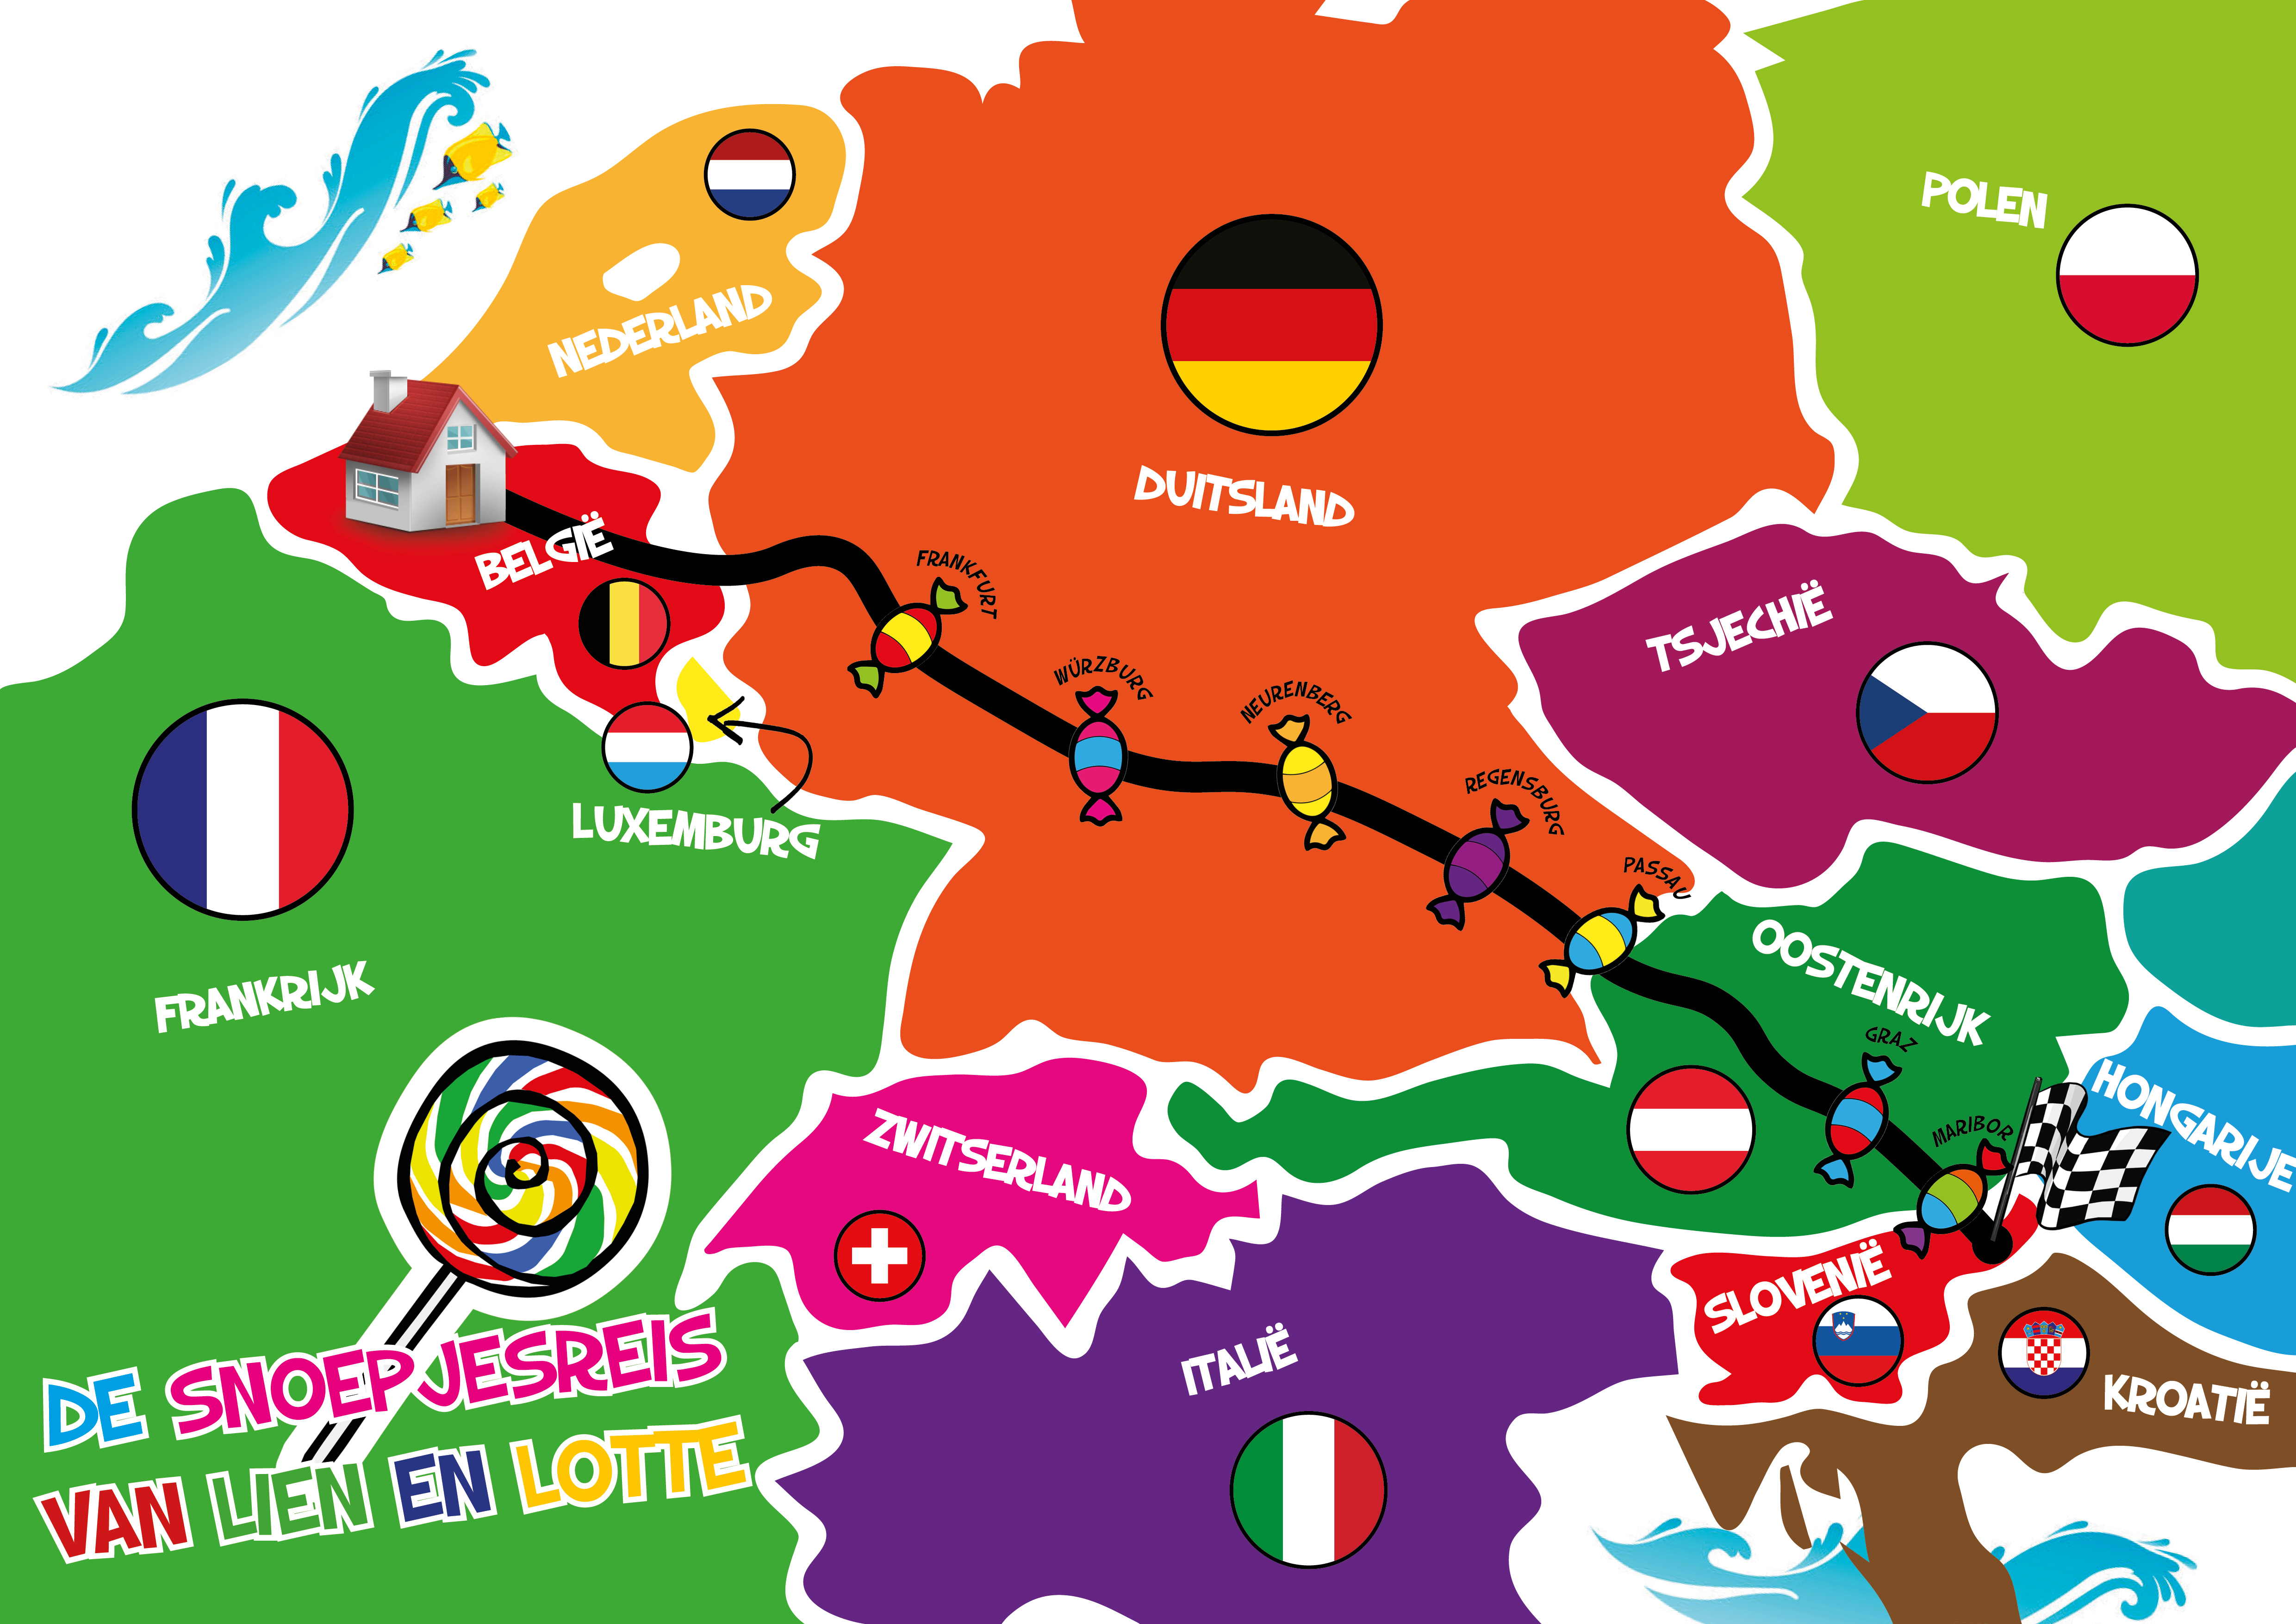 POLEN
NEDERLAND
DUITSLAND
BELGIË
FRANKFURT
TSJECHIË
WÜRZBURG
NEURENBERG
REGENSBURG
LUXEMBURG
PASSAU
OOSTENRIJK
FRANKRIJK
GRAZ
HONGARIJE
MARIBOR
ZWITSERLAND
SLOVENIË
ITALIË
KROATIË
DE SNOEPJESREIS
VAN LIEN EN LOTTE